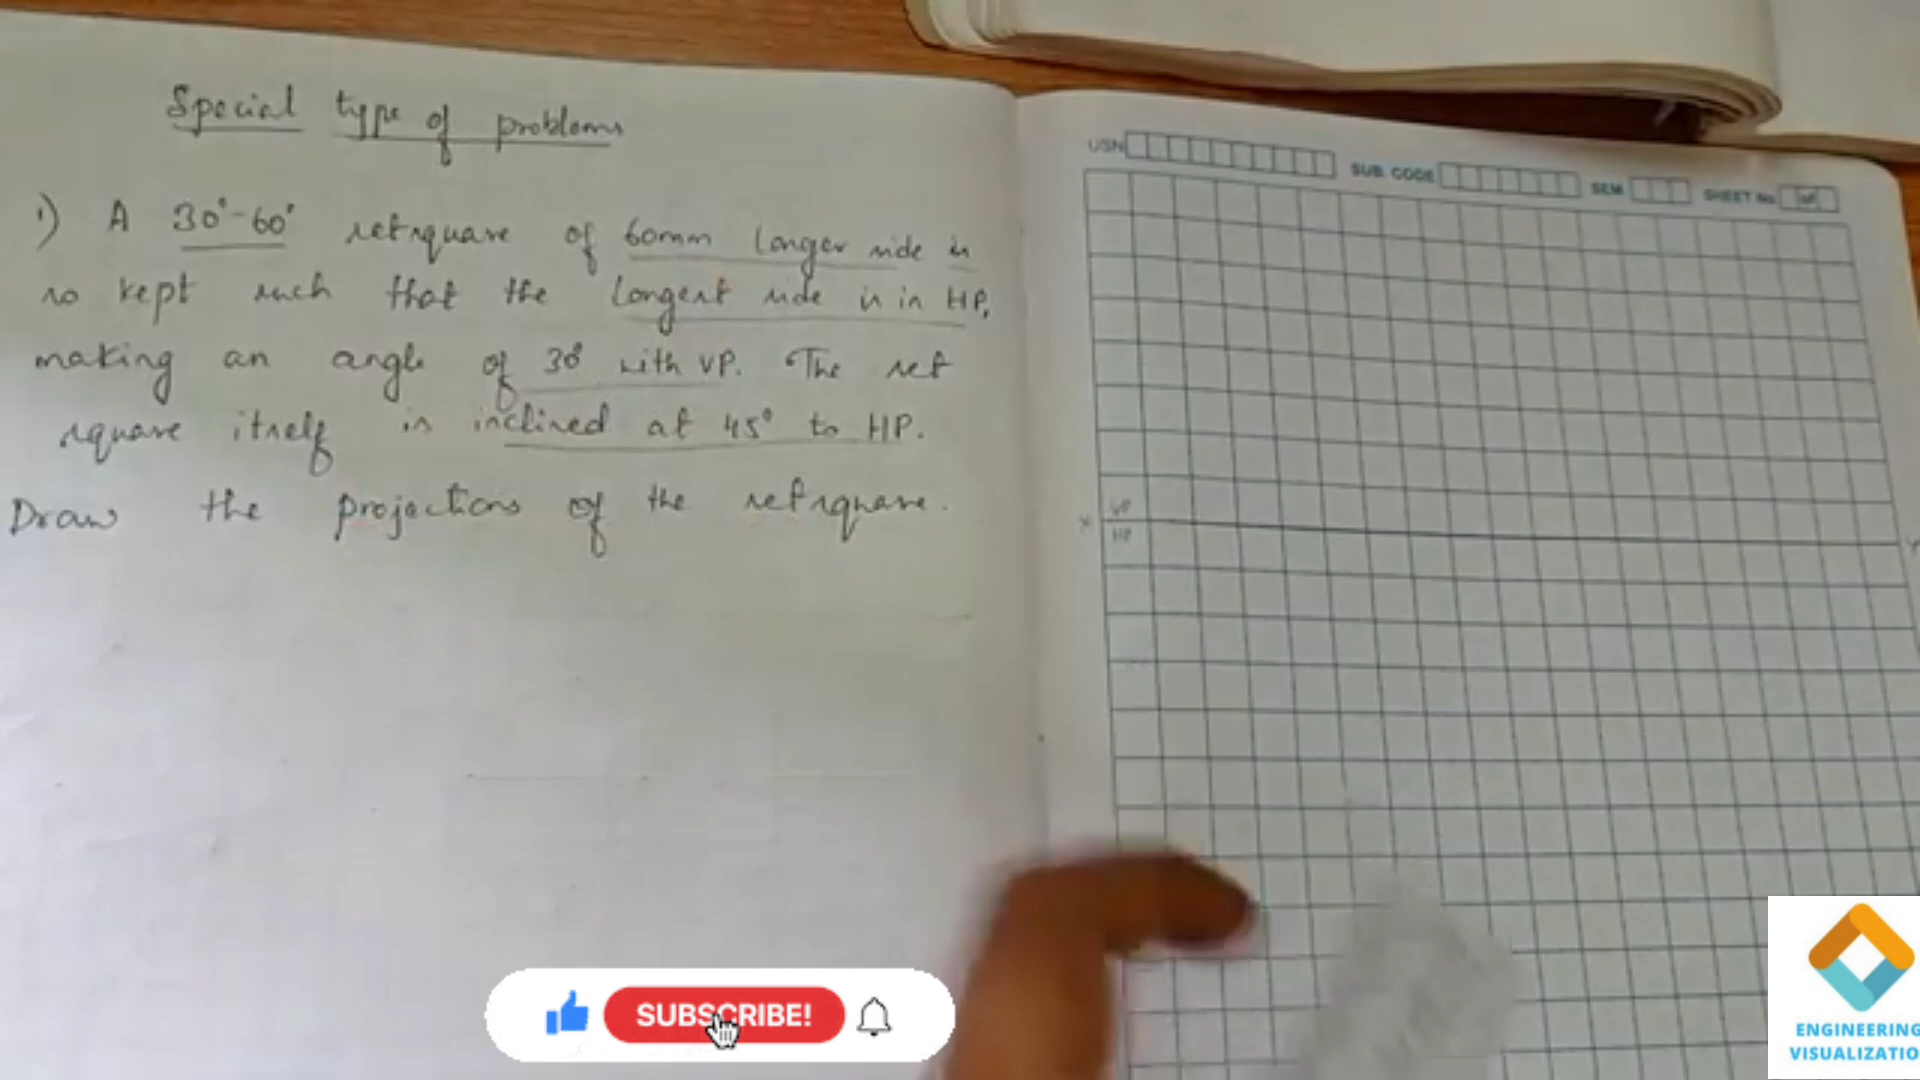 Special type of problems
1) A 30°-60° setsquare of 60mm longer side is
so kept such that the longest side is in HP,
making an angle of 30° with VP. The set
square itself is inclined at 45° to HP.
Draw the projections of the setsquare.
USN SUB. CODE SEM SHEET No of
X VP
HP Y
SUBSCRIBE!
ENGINEERING
VISUALIZATIO